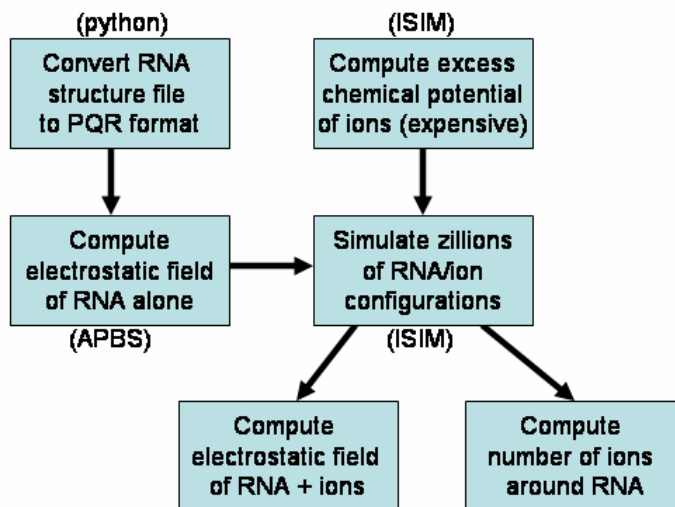 (python)
Convert RNA
structure file
to PQR format
(ISIM)
Compute excess
chemical potential
of ions (expensive)
Compute
electrostatic field
of RNA alone
(APBS)
Simulate zillions
of RNA/ion
configurations
(ISIM)
Compute
electrostatic field
of RNA + ions
Compute
number of ions
around RNA